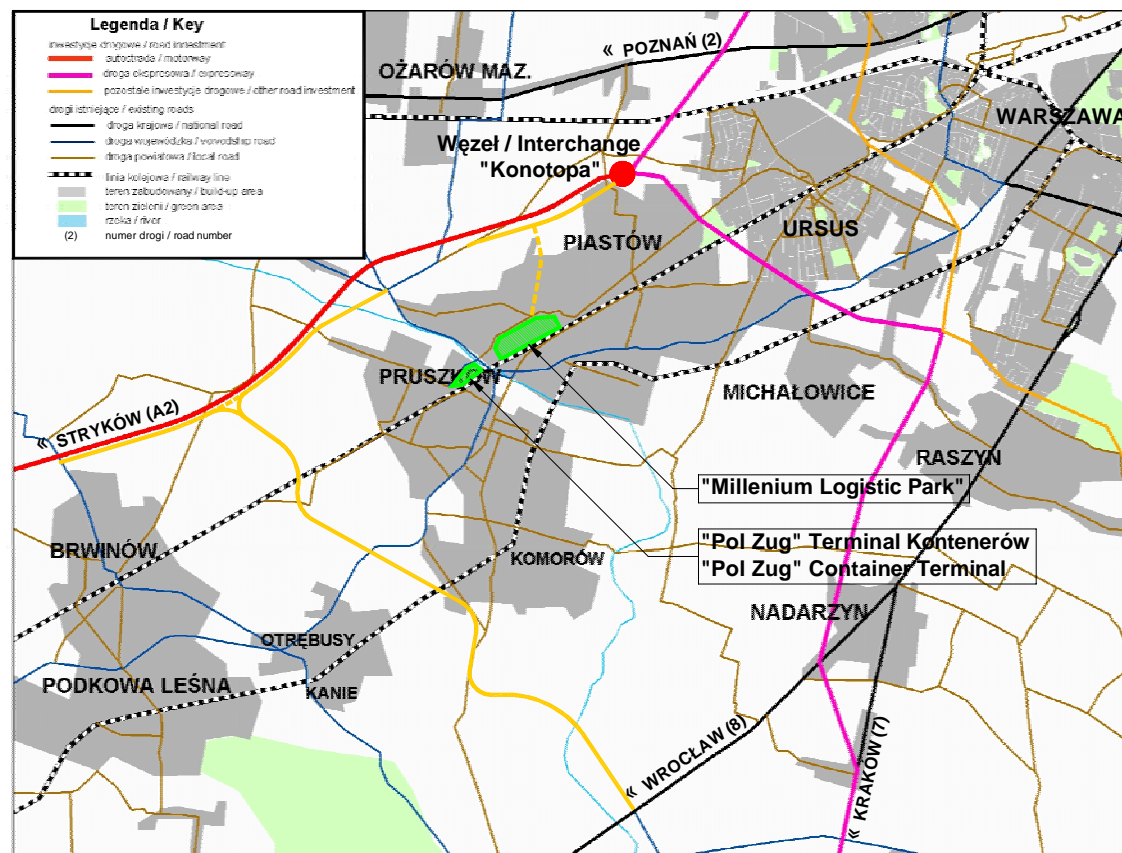 Legenda / Key
inwestycje drogowe / road innestment
autostrada / motorway
droga ekspresowa / expressway
pozostałe inwestycje drogowe / other road investment
drogi istniejące / existing roads
droga krajowa / national road
droga wojewódzka / voivodship road
droga powiatowa / local road
linia kolejowa / railway line
teren zabudowany / build-up area
teren zieleni / green area
rzeka / river
(2) numer drogi / road number
« POZNAŃ (2)
OŻARÓW MAZ.
WARSZAWA
Węzeł / Interchange
"Konotopa"
PIASTÓW
URSUS
PRUSZKÓW
MICHAŁOWICE
« STRYKÓW (A2)
RASZYN
"Millenium Logistic Park"
"Pol Zug" Terminal Kontenerów
"Pol Zug" Container Terminal
BRWINÓW
KOMORÓW
NADARZYN
OTRĘBUSY
PODKOWA LEŚNA
KANIE
« WROCŁAW (8)
« KRAKÓW (7)